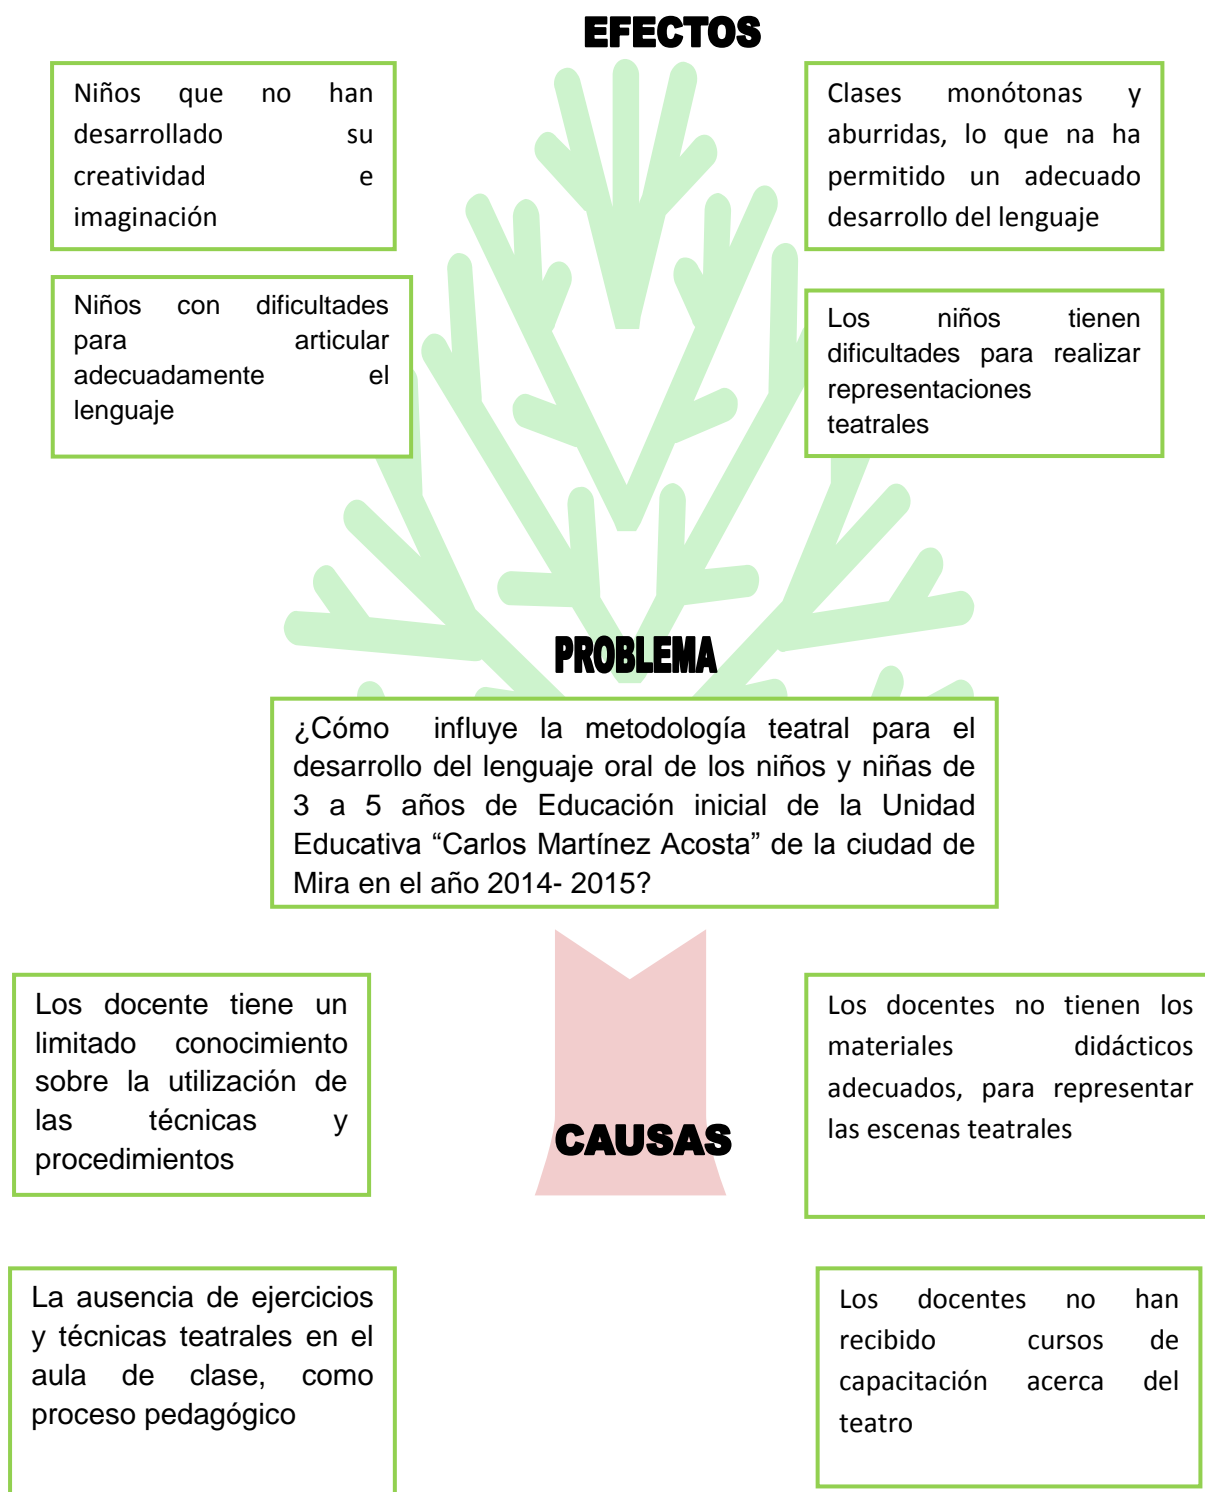 EFECTOS
Niños que no han
desarrollado su
creatividad e
imaginación
Clases monótonas y
aburridas, lo que na ha
permitido un adecuado
desarrollo del lenguaje
Niños con dificultades
para articular
adecuadamente el
lenguaje
Los niños tienen
dificultades para realizar
representaciones
teatrales
PROBLEMA
¿Cómo influye la metodología teatral para el
desarrollo del lenguaje oral de los niños y niñas de
3 a 5 años de Educación inicial de la Unidad
Educativa “Carlos Martínez Acosta” de la ciudad de
Mira en el año 2014- 2015?
Los docente tiene un
limitado conocimiento
sobre la utilización de
las técnicas y
procedimientos
Los docentes no tienen los
materiales didácticos
adecuados, para representar
las escenas teatrales
CAUSAS
La ausencia de ejercicios
y técnicas teatrales en el
aula de clase, como
proceso pedagógico
Los docentes no han
recibido cursos de
capacitación acerca del
teatro